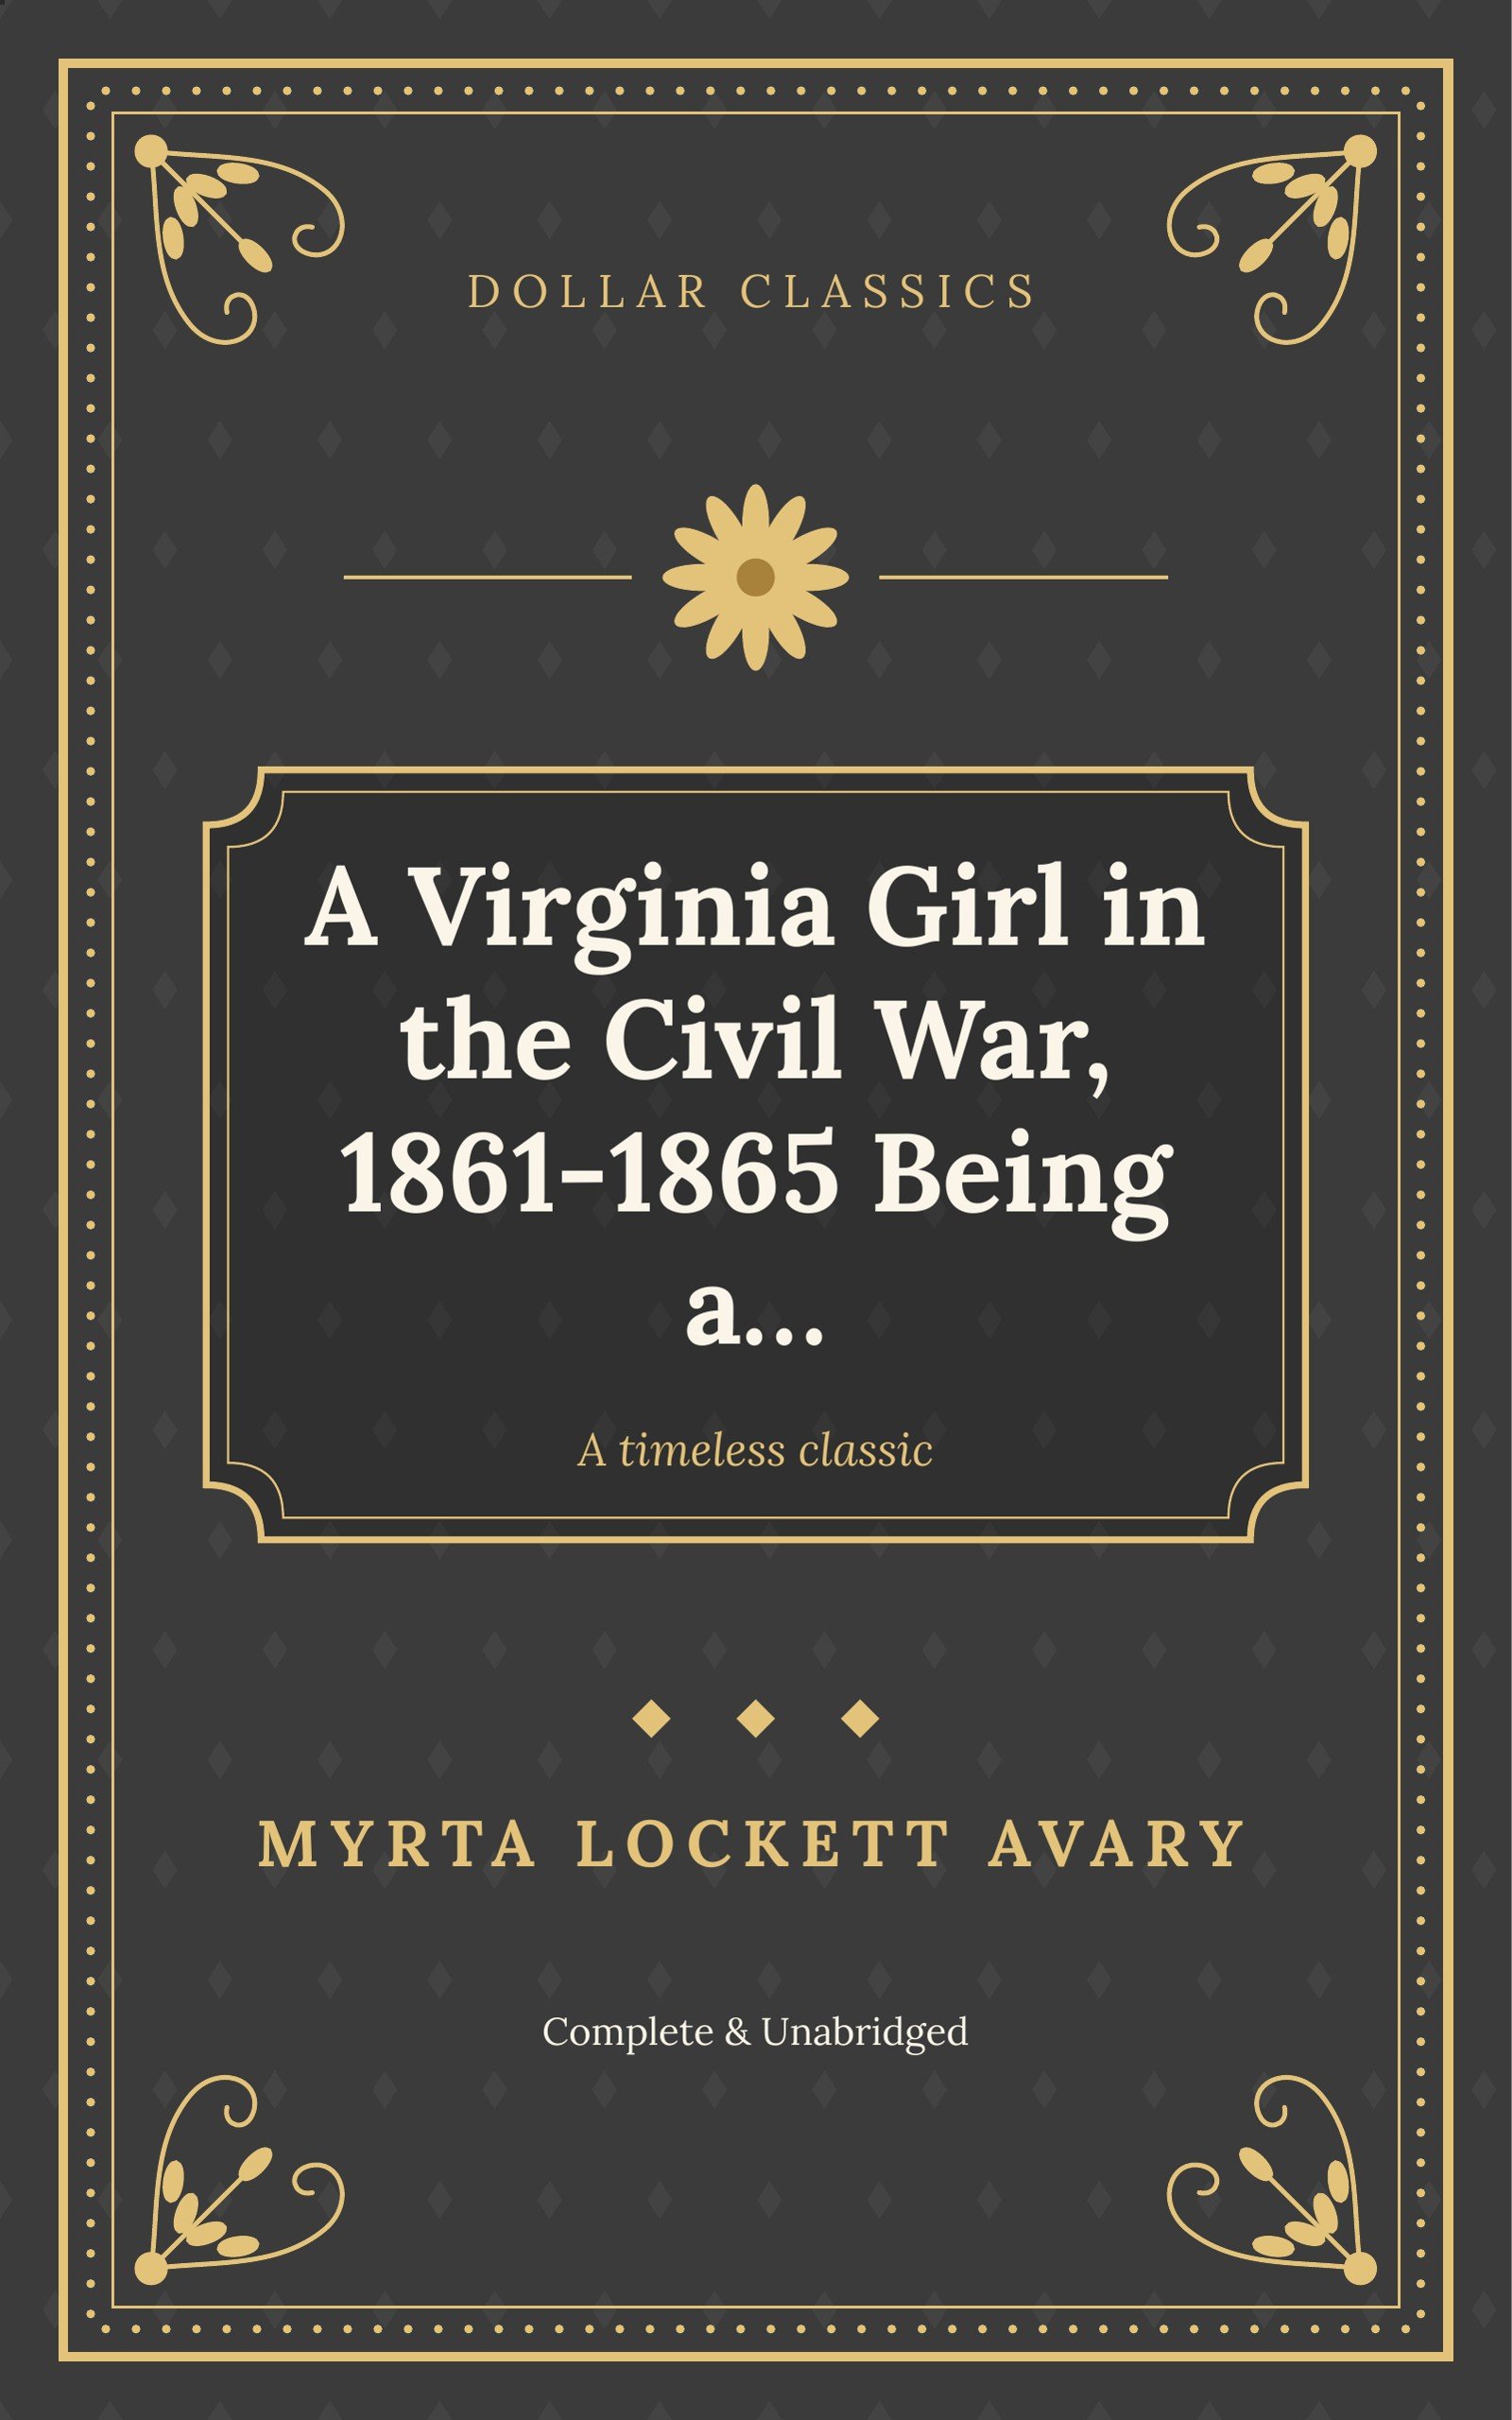 DOLLAR CLASSICS
A Virginia Girl in
the Civil War,
1861-1865 Being
a...
A timeless classic
MYRTA LOCKETT AVARY
Complete & Unabridged